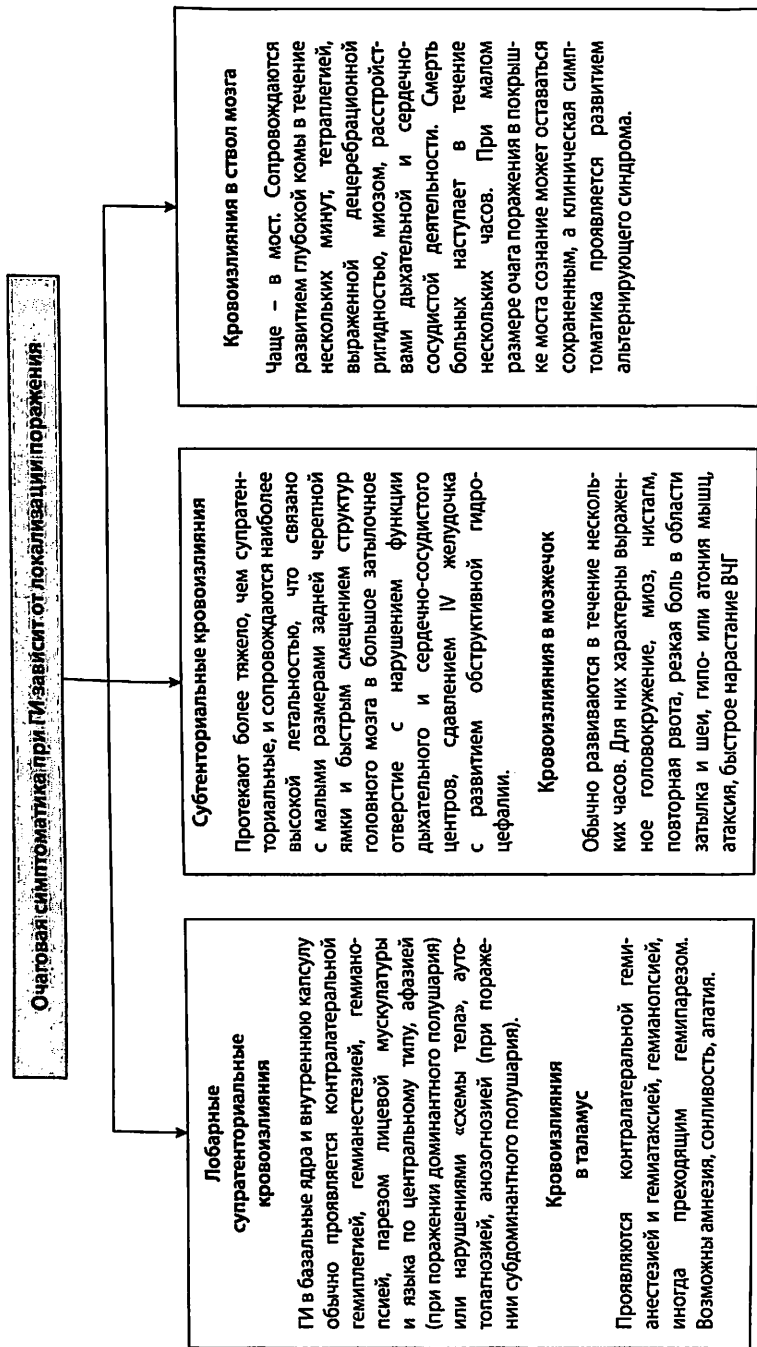 Очаговая симптоматика при ГИ зависит от локализации поражения
Лобарные
супратенториальные
кровоизлияния
ГИ в базальные ядра и внутреннюю капсулу
обычно проявляется контралатеральной
гемиплегией, гемианестезией, гемиано-
псией, парезом лицевой мускулатуры
и языка по центральному типу, афазией
(при поражении доминантного полушария)
или нарушениями «схемы тела», ауто-
топагнозией, анозогнозией (при пораже-
нии субдоминантного полушария).
Кровоизлияния
в таламус
Проявляются контралатеральной геми-
анестезией и гемиатаксией, гемианопсией,
иногда преходящим гемипарезом.
Возможны амнезия, сонливость, апатия.
Субтенториальные кровоизлияния
Протекают более тяжело, чем супратен-
ториальные, и сопровождаются наиболее
высокой летальностью, что связано
с малыми размерами задней черепной
ямки и быстрым смещением структур
головного мозга в большое затылочное
отверстие с нарушением функции
дыхательного и сердечно-сосудистого
центров, сдавлением IV желудочка
с развитием обструктивной гидро-
цефалии.
Кровоизлияния в мозжечок
Обычно развиваются в течение несколь-
ких часов. Для них характерны выражен-
ное головокружение, миоз, нистагм,
повторная рвота, резкая боль в области
затылка и шеи, гипо- или атония мышц,
атаксия, быстрое нарастание ВЧГ
Кровоизлияния в ствол мозга
Чаще – в мост. Сопровождаются
развитием глубокой комы в течение
нескольких минут, тетраплегией,
выраженной децеребрационной
ригидностью, миозом, расстройст-
вами дыхательной и сердечно-
сосудистой деятельности. Смерть
больных наступает в течение
нескольких часов. При малом
размере очага поражения в покрыш-
ке моста сознание может оставаться
сохраненным, а клиническая симп-
томатика проявляется развитием
альтернирующего синдрома.